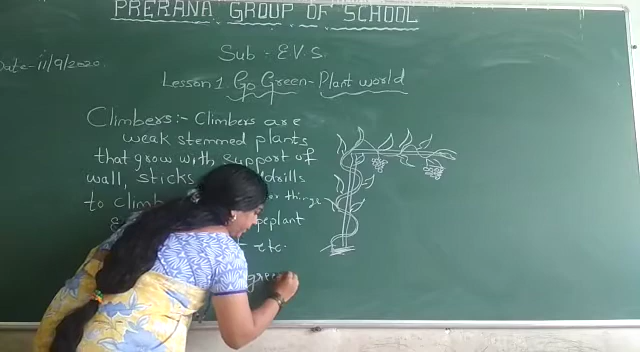 PRERANA GROUP OF SCHOOL
Date-11/9/2020.
Sub :- E.V.S.
Lesson 1. Go Green-Plant world
Climbers:- Climbers are
weak stemmed plants
that grow with support of
wall, sticks
to Climb things
etc.